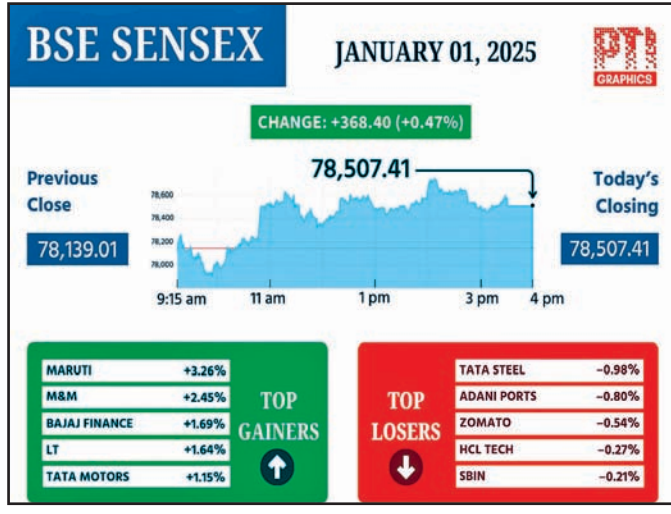 BSE SENSEX
JANUARY 01, 2025
PTI
GRAPHICS
CHANGE: +368.40 (+0.47%)
78,507.41
Previous
Close
78,139.01
Today's
Closing
78,507.41
78,600
78,400
78,200
78,000
9:15 am 11 am 1 pm 3 pm 4 pm
MARUTI +3.26%
M&M +2.45%
BAJAJ FINANCE +1.69%
LT +1.64%
TATA MOTORS +1.15%
TOP
GAINERS
TOP
LOSERS
TATA STEEL –0.98%
ADANI PORTS –0.80%
ZOMATO –0.54%
HCL TECH –0.27%
SBIN –0.21%